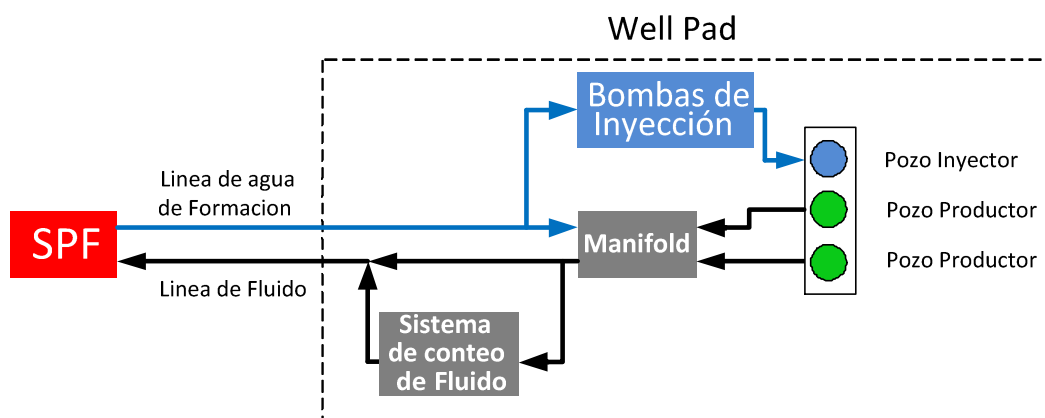 Well Pad
Bombas de
Inyección
Pozo Inyector
Linea de agua
de Formacion
Pozo Productor
SPF
Manifold
Pozo Productor
Linea de Fluido
Sistema
de conteo
de Fluido